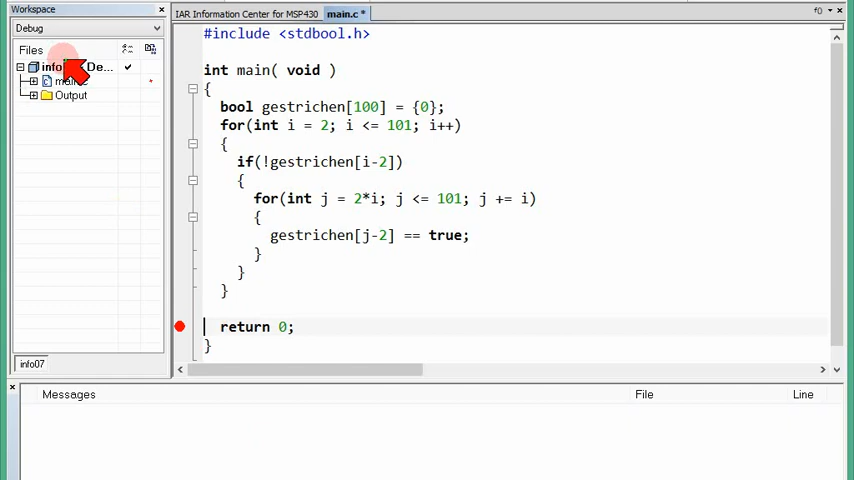 Workspace
IAR Information Center for MSP430 main.c *
f0
Debug
Files
De...
Output
#include <stdbool.h>
int main( void )
{
bool gestrichen[100] = {0};
for(int i = 2; i <= 101; i++)
{
if(!gestrichen[i-2])
{
for(int j = 2*i; j <= 101; j += i)
{
gestrichen[j-2] == true;
}
}
}
return 0;
}
info07
Messages File Line